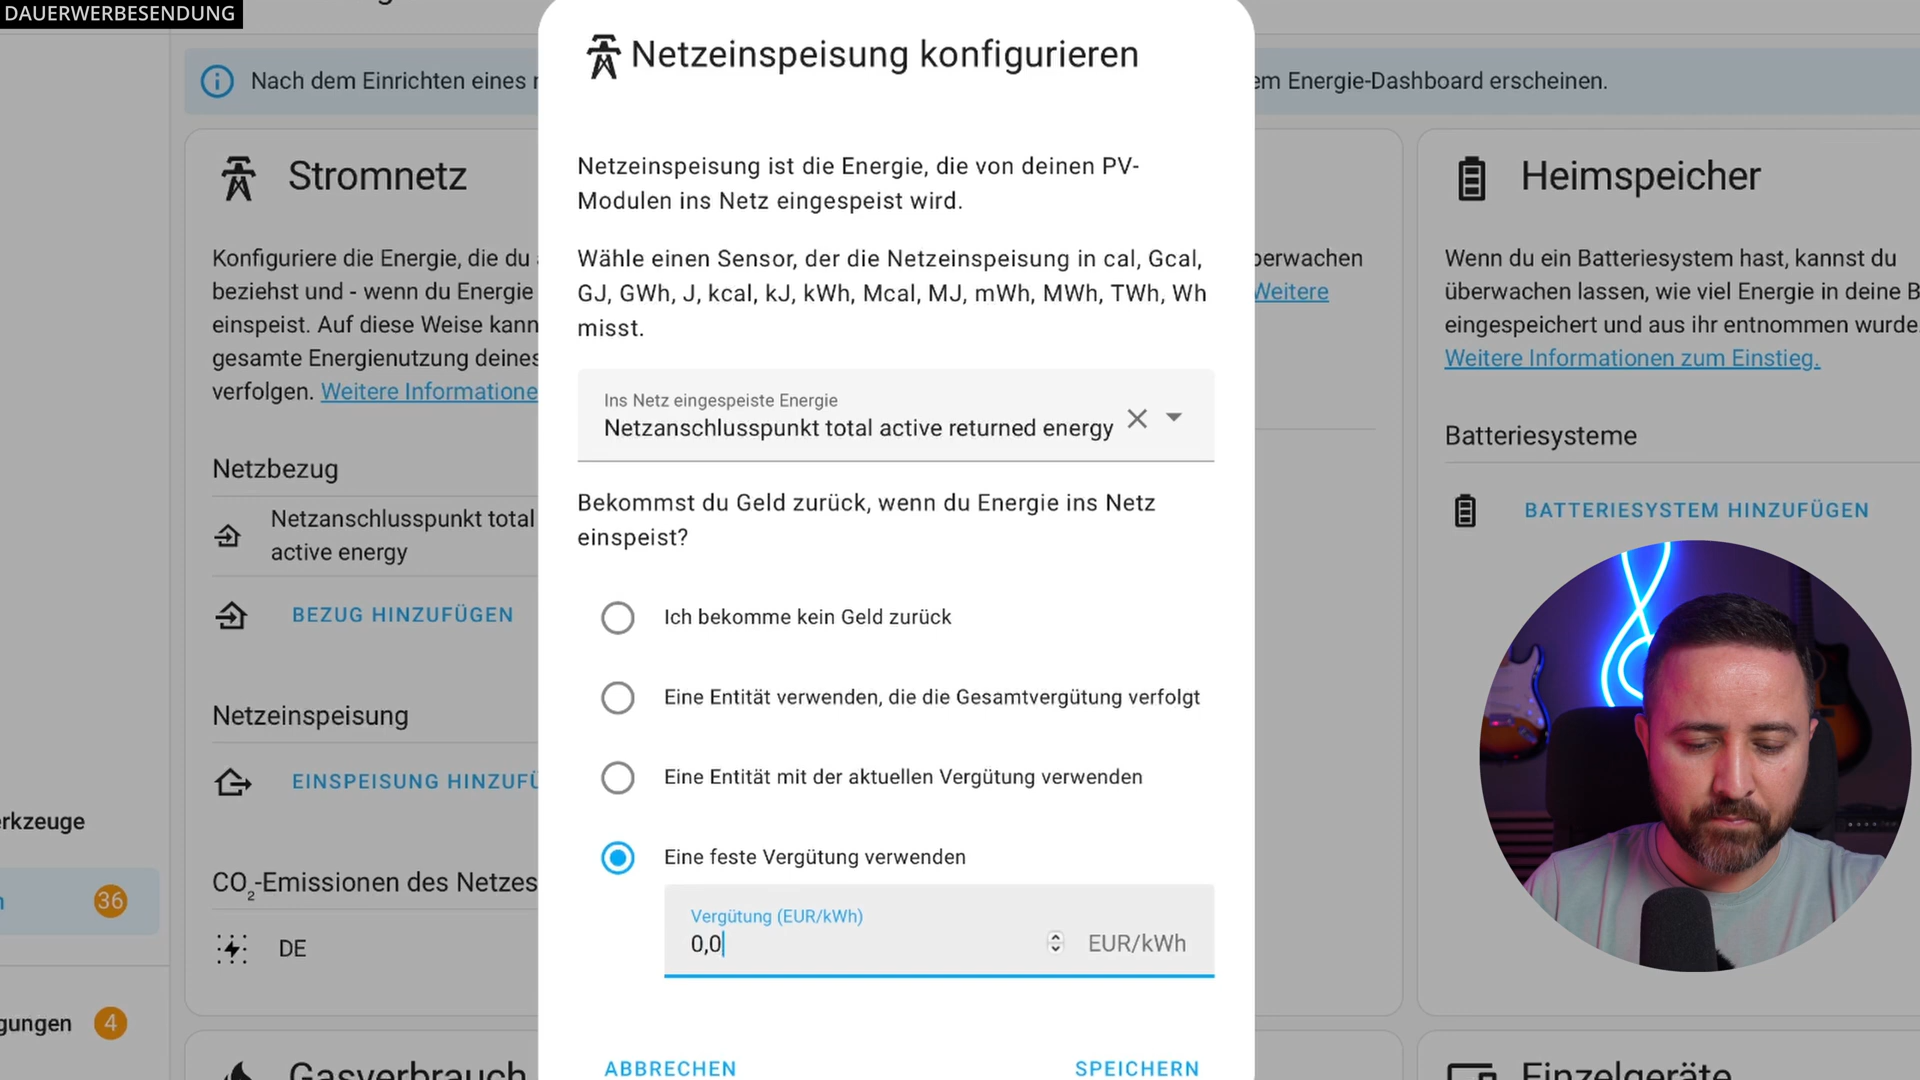 DAUERWERBESENDUNG
Netzeinspeisung konfigurieren
Nach dem Einrichten eines
em Energie-Dashboard erscheinen.
Netzeinspeisung ist die Energie, die von deinen PV-
Modulen ins Netz eingespeist wird.
Wähle einen Sensor, der die Netzeinspeisung in cal, Gcal,
GJ, GWh, J, kcal, kJ, kWh, Mcal, MJ, mWh, MWh, TWh, Wh
misst.
Ins Netz eingespeiste Energie
Netzanschlusspunkt total active returned energy
Bekommst du Geld zurück, wenn du Energie ins Netz
einspeist?
Ich bekomme kein Geld zurück
Eine Entität verwenden, die die Gesamtvergütung verfolgt
Eine Entität mit der aktuellen Vergütung verwenden
Eine feste Vergütung verwenden
Vergütung (EUR/kWh)
0,0
EUR/kWh
ABBRECHEN
SPEICHERN
Stromnetz
Konfiguriere die Energie, die du
beziehst und - wenn du Energie
einspeist. Auf diese Weise kann
gesamte Energienutzung deines
verfolgen. Weitere Informatione
Netzbezug
Netzanschlusspunkt total
active energy
BEZUG HINZUFÜGEN
Netzeinspeisung
EINSPEISUNG HINZUFÜ
CO2-Emissionen des Netzes
DE
Gasverbrauch
erkzeuge
n
36
gungen
4
berwachen
Weitere
Heimspeicher
Wenn du ein Batteriesystem hast, kannst du
überwachen lassen, wie viel Energie in deine B
eingespeichert und aus ihr entnommen wurde.
Weitere Informationen zum Einstieg.
Batteriesysteme
BATTERIESYSTEM HINZUFÜGEN
Einzelgeräte